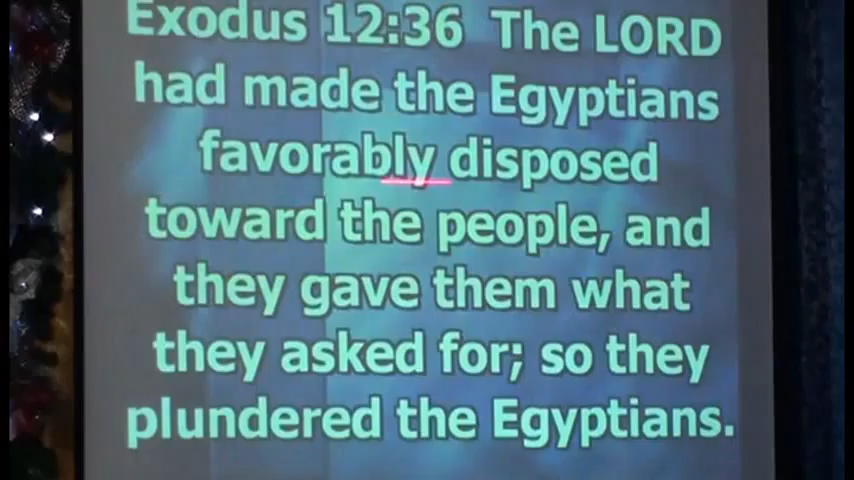 Exodus 12:36 The LORD
had made the Egyptians
favorably disposed
toward the people, and
they gave them what
they asked for; so they
plundered the Egyptians.